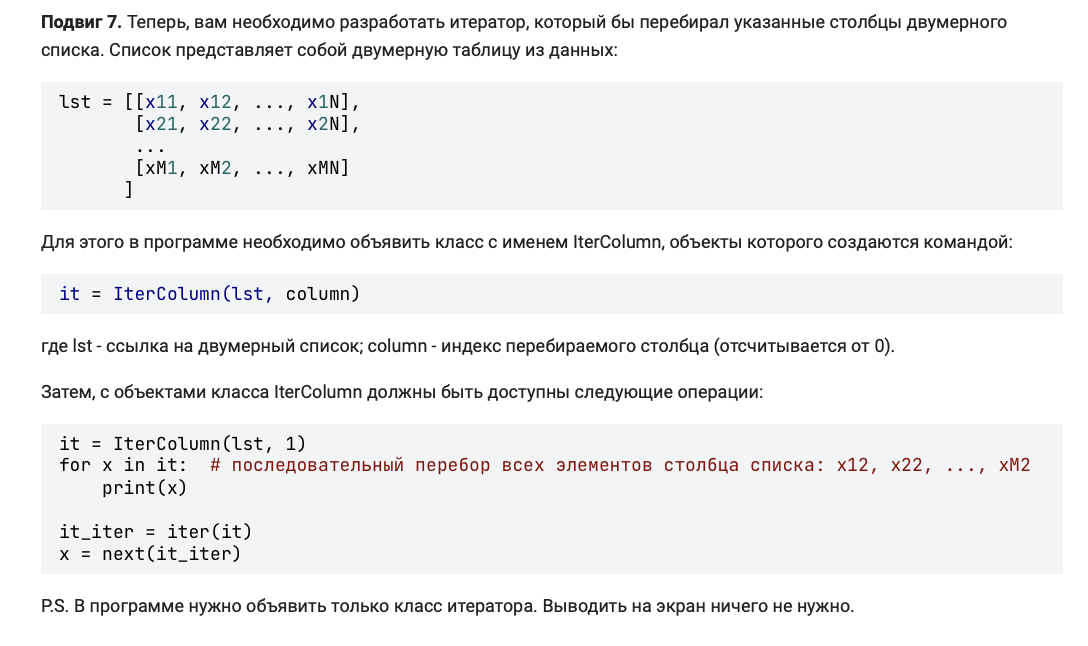 Подвиг 7. Теперь, вам необходимо разработать итератор, который бы перебирал указанные столбцы двумерного
списка. Список представляет собой двумерную таблицу из данных:
lst = [[x11, x12, ..., x1N],
       [x21, x22, ..., x2N],
       ...
       [xM1, xM2, ..., xMN]
      ]
Для этого в программе необходимо объявить класс с именем IterColumn, объекты которого создаются командой:
it = IterColumn(lst, column)
где lst - ссылка на двумерный список; column - индекс перебираемого столбца (отсчитывается от 0).
Затем, с объектами класса IterColumn должны быть доступны следующие операции:
it = IterColumn(lst, 1)
for x in it:  # последовательный перебор всех элементов столбца списка: x12, x22, ..., xM2
    print(x)
it_iter = iter(it)
x = next(it_iter)
P.S. В программе нужно объявить только класс итератора. Выводить на экран ничего не нужно.